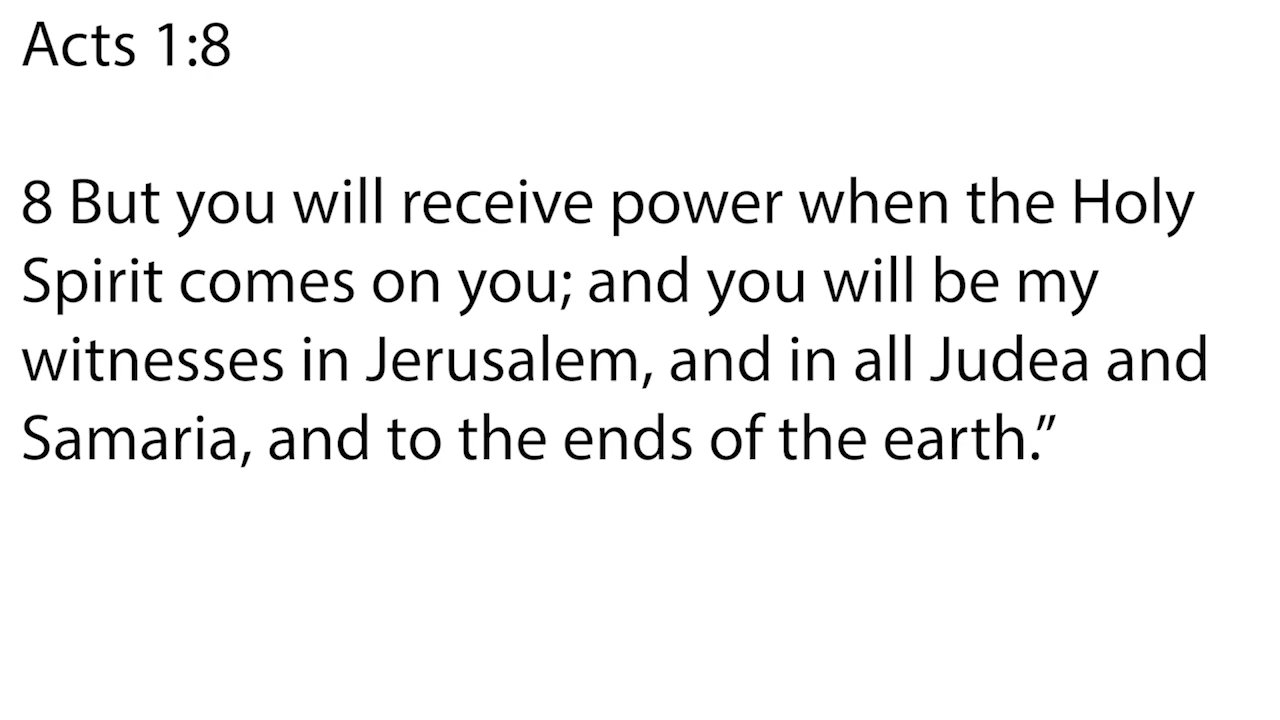 Acts 1:8
8 But you will receive power when the Holy
Spirit comes on you; and you will be my
witnesses in Jerusalem, and in all Judea and
Samaria, and to the ends of the earth.”